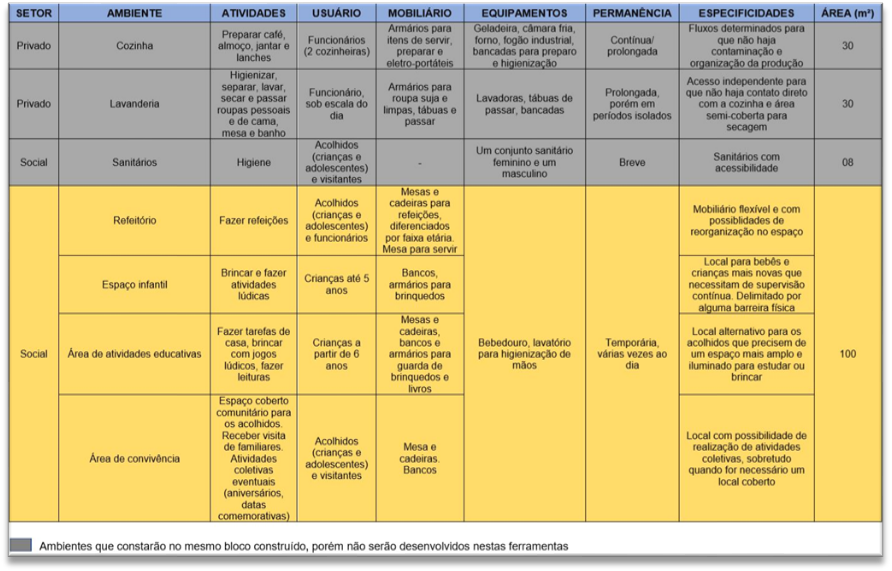 SETOR AMBIENTE ATIVIDADES USUÁRIO MOBILIÁRIO EQUIPAMENTOS PERMANÊNCIA ESPECIFICIDADES ÁREA (m²)
Privado
Cozinha
Preparar café,
almoço, jantar e
lanches
Funcionários
(2 cozinheiras)
Armários para
itens de servir,
preparar e
eletro-portáteis
Geladeira, câmara fria,
forno, fogão industrial,
bancadas para preparo
e higienização
Contínua/
prolongada
Fluxos determinados para
que não haja
contaminação e
organização da produção
30
Privado
Lavanderia
Higienizar,
separar, lavar,
secar e passar
roupas pessoais
e de cama,
mesa e banho
Funcionário,
sob escala do
dia
Armários para
roupa suja e
limpas, tábuas e
passar
Lavadoras, tábuas de
passar, bancadas
Prolongada,
porém em
períodos isolados
Acesso independente para
que não haja contato direto
com a cozinha e área
semi-coberta para
secagem
30
Social
Sanitários
Higiene
Acolhidos
(crianças e
adolescentes)
e visitantes
-
Um conjunto sanitário
feminino e um
masculino
Breve
Sanitários com
acessibilidade
08
Social
Refeitório
Fazer refeições
Acolhidos
(crianças e
adolescentes)
e funcionários
Mesas e
cadeiras para
refeições,
diferenciados
por faixa etária.
Mesa para servir
Bebedouro, lavatório
para higienização de
mãos
Temporária,
várias vezes ao
dia
Mobiliário flexível e com
possiblidades de
reorganização no espaço
100
Espaço infantil
Brincar e fazer
atividades
lúdicas
Crianças até 5
anos
Bancos,
armários para
brinquedos
Local para bebês e
crianças mais novas que
necessitam de supervisão
contínua. Delimitado por
alguma barreira física
Área de atividades educativas
Fazer tarefas de
casa, brincar
com jogos
lúdicos, fazer
leituras
Crianças a
partir de 6
anos
Mesas e
cadeiras,
bancos e
armários para
guarda de
brinquedos e
livros
Local alternativo para os
acolhidos que precisem de
um espaço mais amplo e
iluminado para estudar ou
brincar
Área de convivência
Espaço coberto
comunitário para
os acolhidos.
Receber visita
de familiares.
Atividades
coletivas
eventuais
(aniversários,
datas
comemorativas)
Acolhidos
(crianças e
adolescentes)
e visitantes
Mesa e
cadeiras.
Bancos
Local com possibilidade de
realização de atividades
coletivas, sobretudo
quando for necessário um
local coberto
Ambientes que constarão no mesmo bloco construído, porém não serão desenvolvidos nestas ferramentas